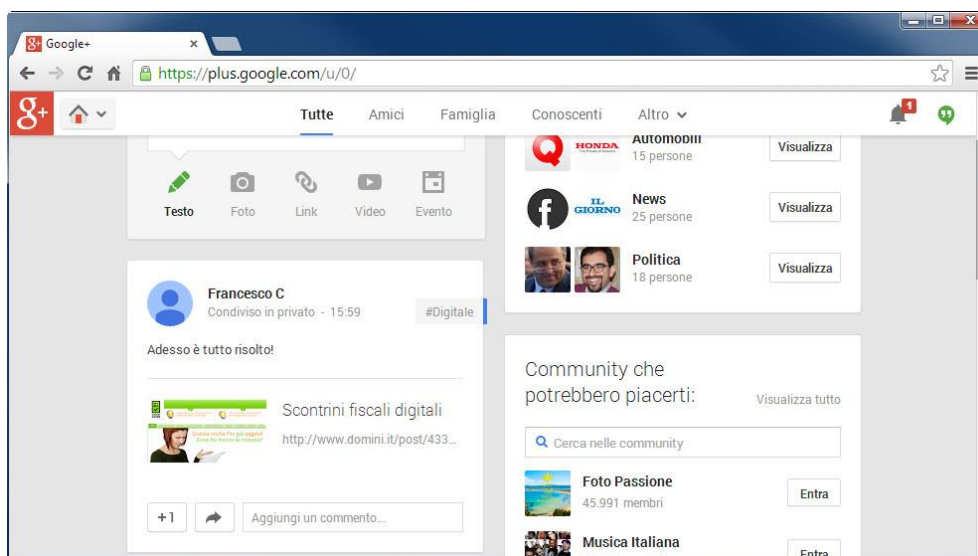 Google+
https://plus.google.com/u/0/
g+
Tutte Amici Famiglia Conoscenti Altro
1
Testo Foto Link Video Evento
Automobili
15 persone
HONDA
Visualizza
News
25 persone
IL
GIORNO
Visualizza
Politica
18 persone
Visualizza
Francesco C
Condiviso in privato - 15:59
#Digitale
Adesso è tutto risolto!
Scontrini fiscali digitali
http://www.domini.it/post/433...
+1
Aggiungi un commento...
Community che
potrebbero piacerti:
Visualizza tutto
Cerca nelle community
Foto Passione
45.991 membri
Entra
Musica Italiana
Entra